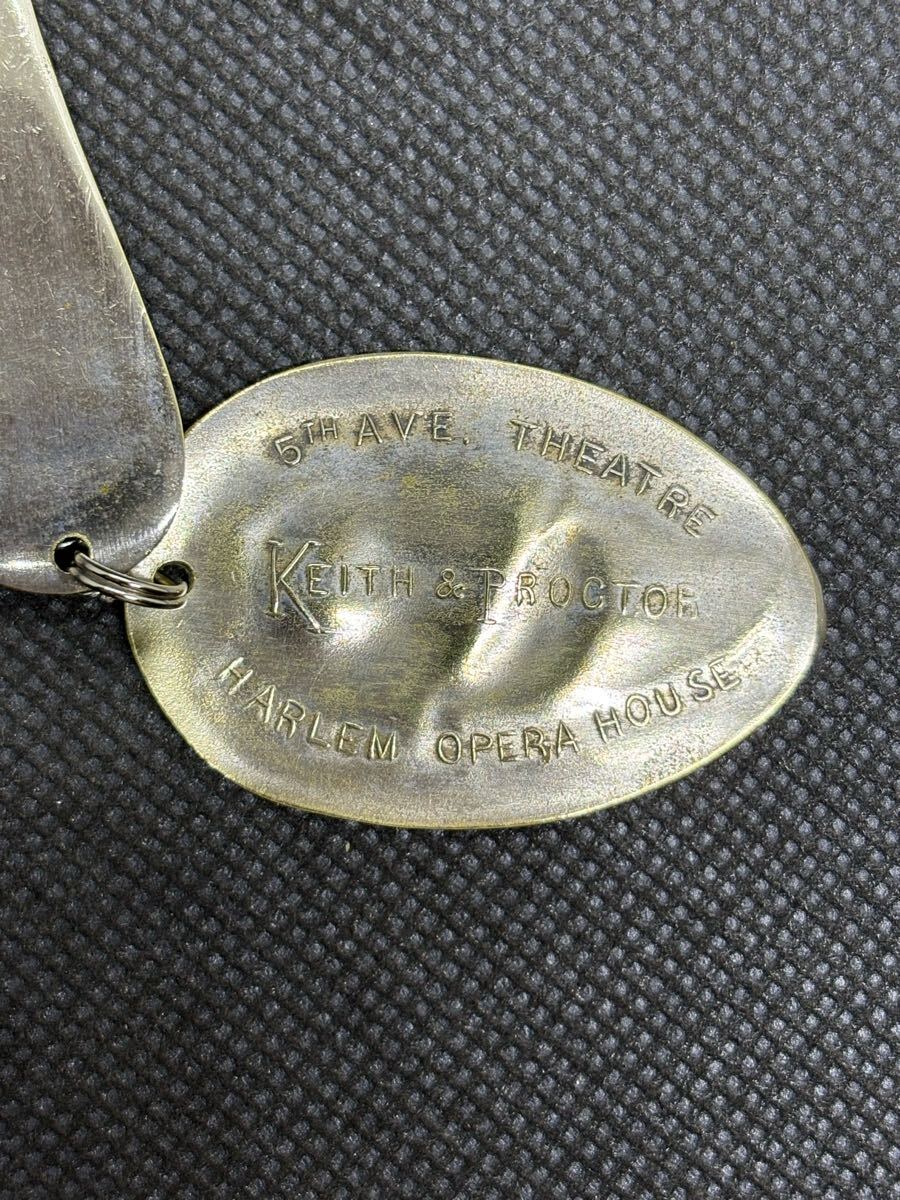 5TH AVE. THEATRE
KEITH & PROCTOR
HARLEM OPERA HOUSE